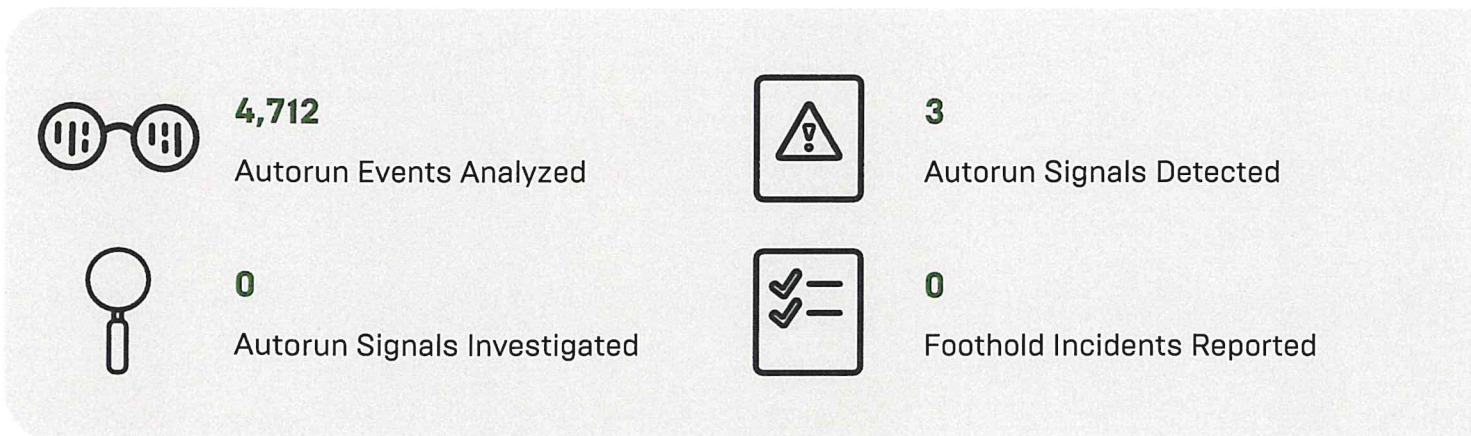 4,712
Autorun Events Analyzed
3
Autorun Signals Detected
0
Autorun Signals Investigated
0
Foothold Incidents Reported